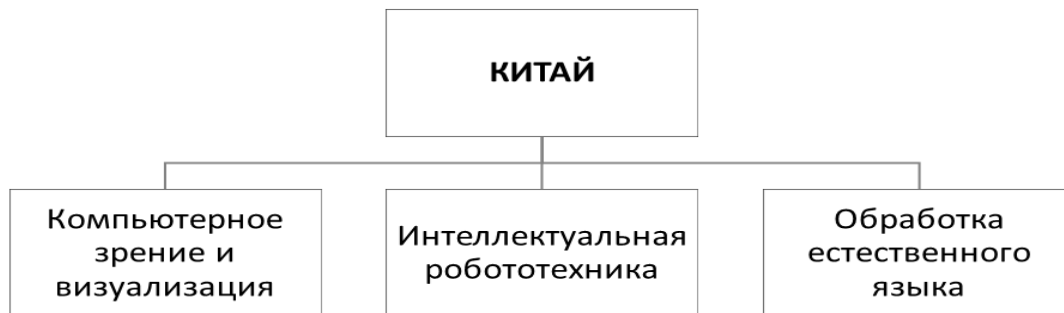 КИТАЙ
Компьютерное
зрение и
визуализация
Интеллектуальная
робототехника
Обработка
естественного
языка